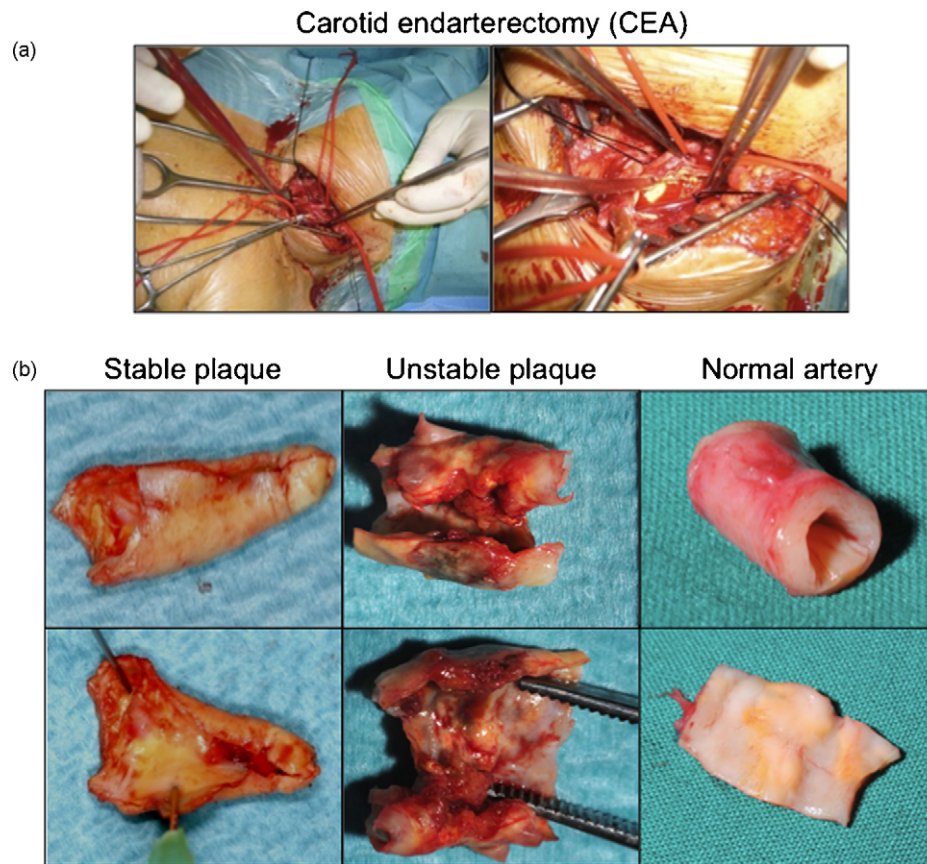 Carotid endarterectomy (CEA)
(a)
(b)
Stable plaque
Unstable plaque
Normal artery